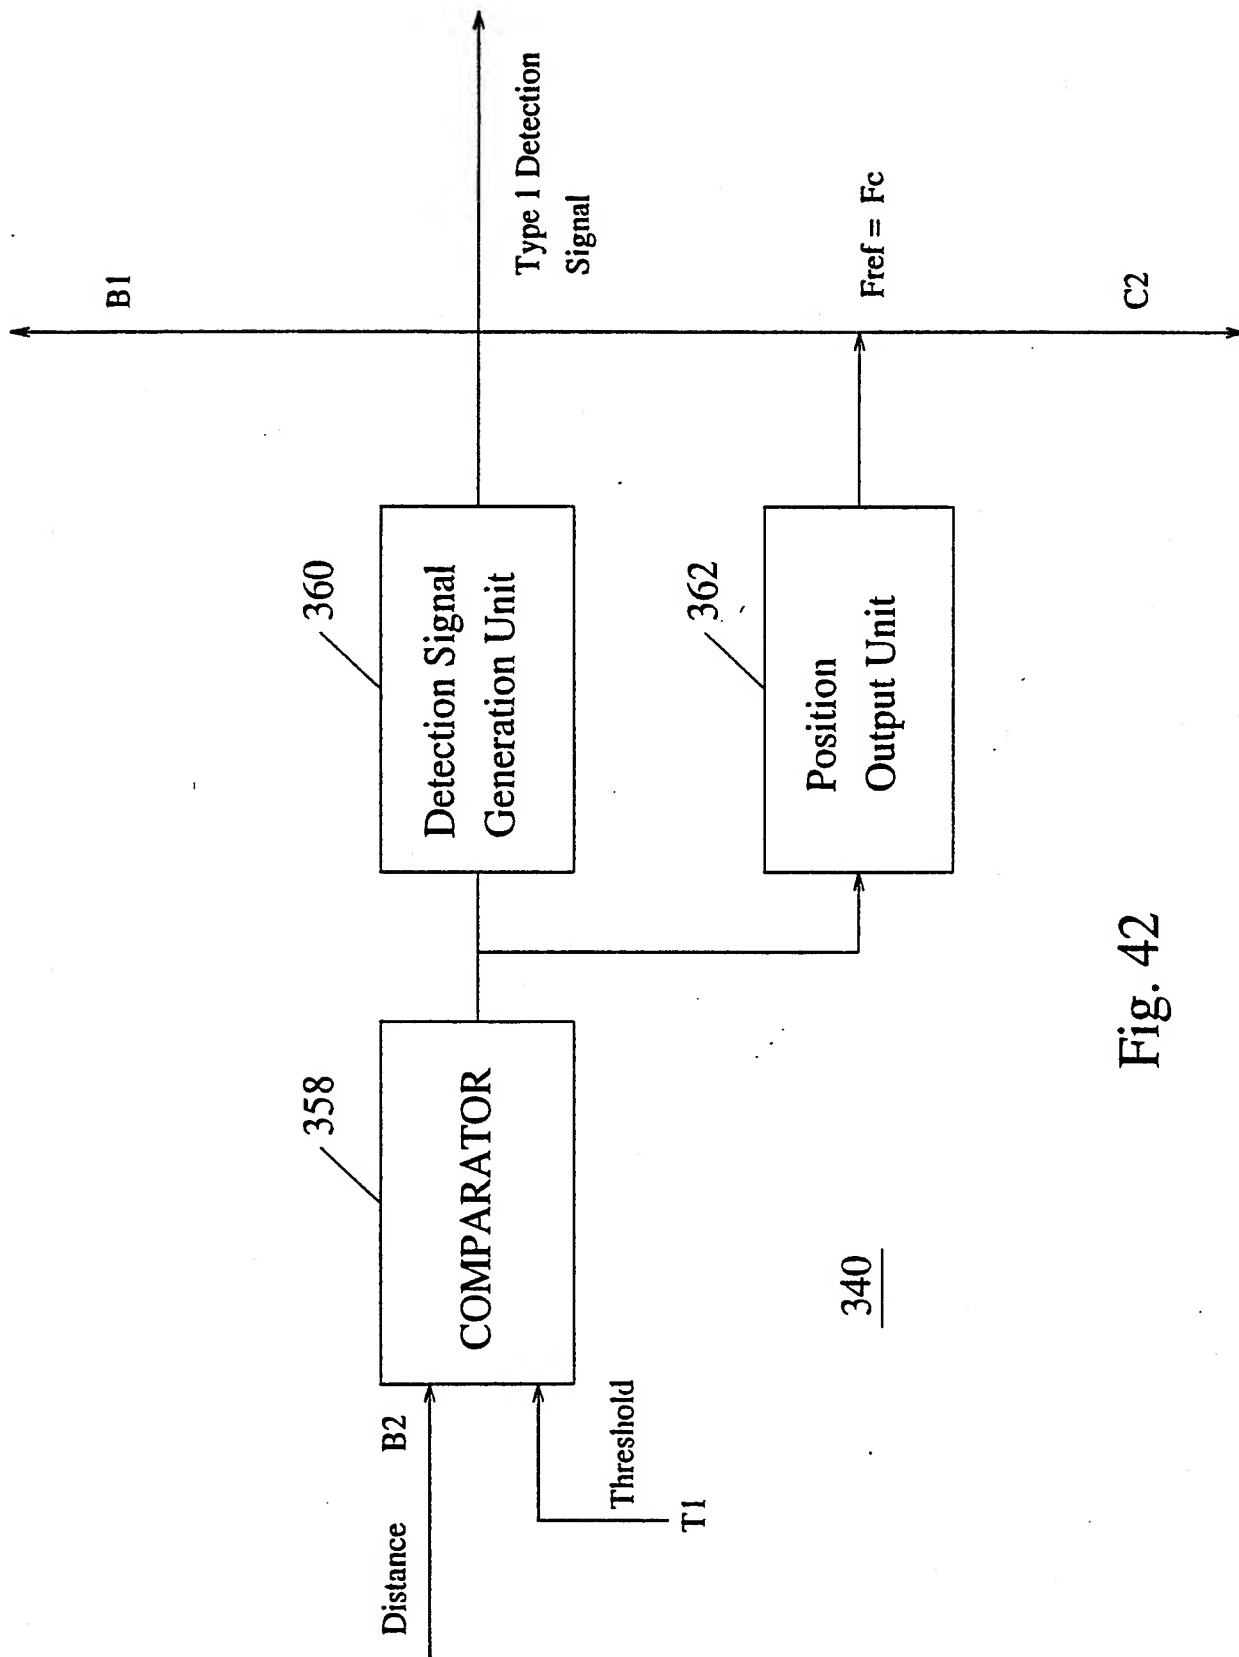 Distance
B2
Threshold
T1
358
COMPARATOR
360
Detection Signal
Generation Unit
362
Position
Output Unit
B1
Type 1 Detection
Signal
Fref = Fc
C2
340
Fig. 42